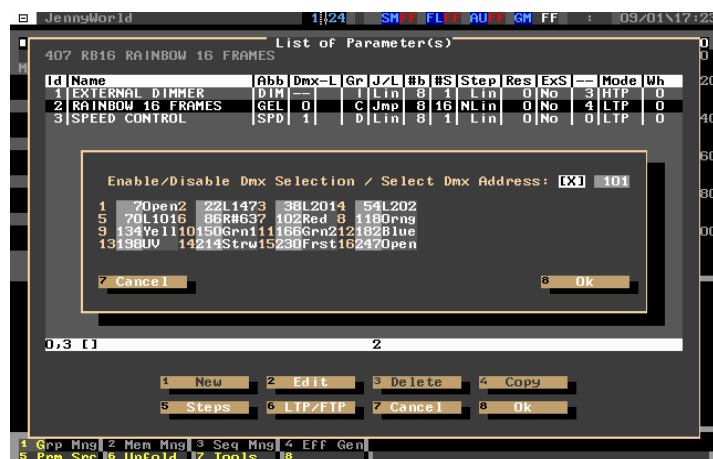 JennyWorld 1||24 SMFF FLFF AUFF GM FF : 09/01\17:23
List of Parameter(s)
407 RB16 RAINBOW 16 FRAMES
Id|Name |Abb|Dmx-L|Gr|J/L|#b|#S|Step|Res|ExS|--|Mode|Wh
1|EXTERNAL DIMMER |DIM|--| I|Lin| 8| 1| Lin| 0|No | 3|HTP | 0
2|RAINBOW 16 FRAMES |GEL| 0| C|Jmp| 8|16|NLin| 0|No | 4|LTP | 0
3|SPEED CONTROL |SPD| 1| D|Lin| 8| 1| Lin| 0|No | 0|LTP | 0
Enable/Disable Dmx Selection / Select Dmx Address: [X] 101
1 7Open2 22L1473 38L2014 54L202
5 70L1016 86R#637 102Red 8 118Orng
9 134Yell10150Grn111166Grn212182Blue
13198UV 14214Strw15230Frst16247Open
7 Cancel 8 Ok
0,3 [] 2
1 New 2 Edit 3 Delete 4 Copy
5 Steps 6 LTP/FTP 7 Cancel 8 Ok
1 Grp Mng 2 Mem Mng 3 Seq Mng 4 Eff Gen
5 Prm Src 6 Unfold 7 Tools 8